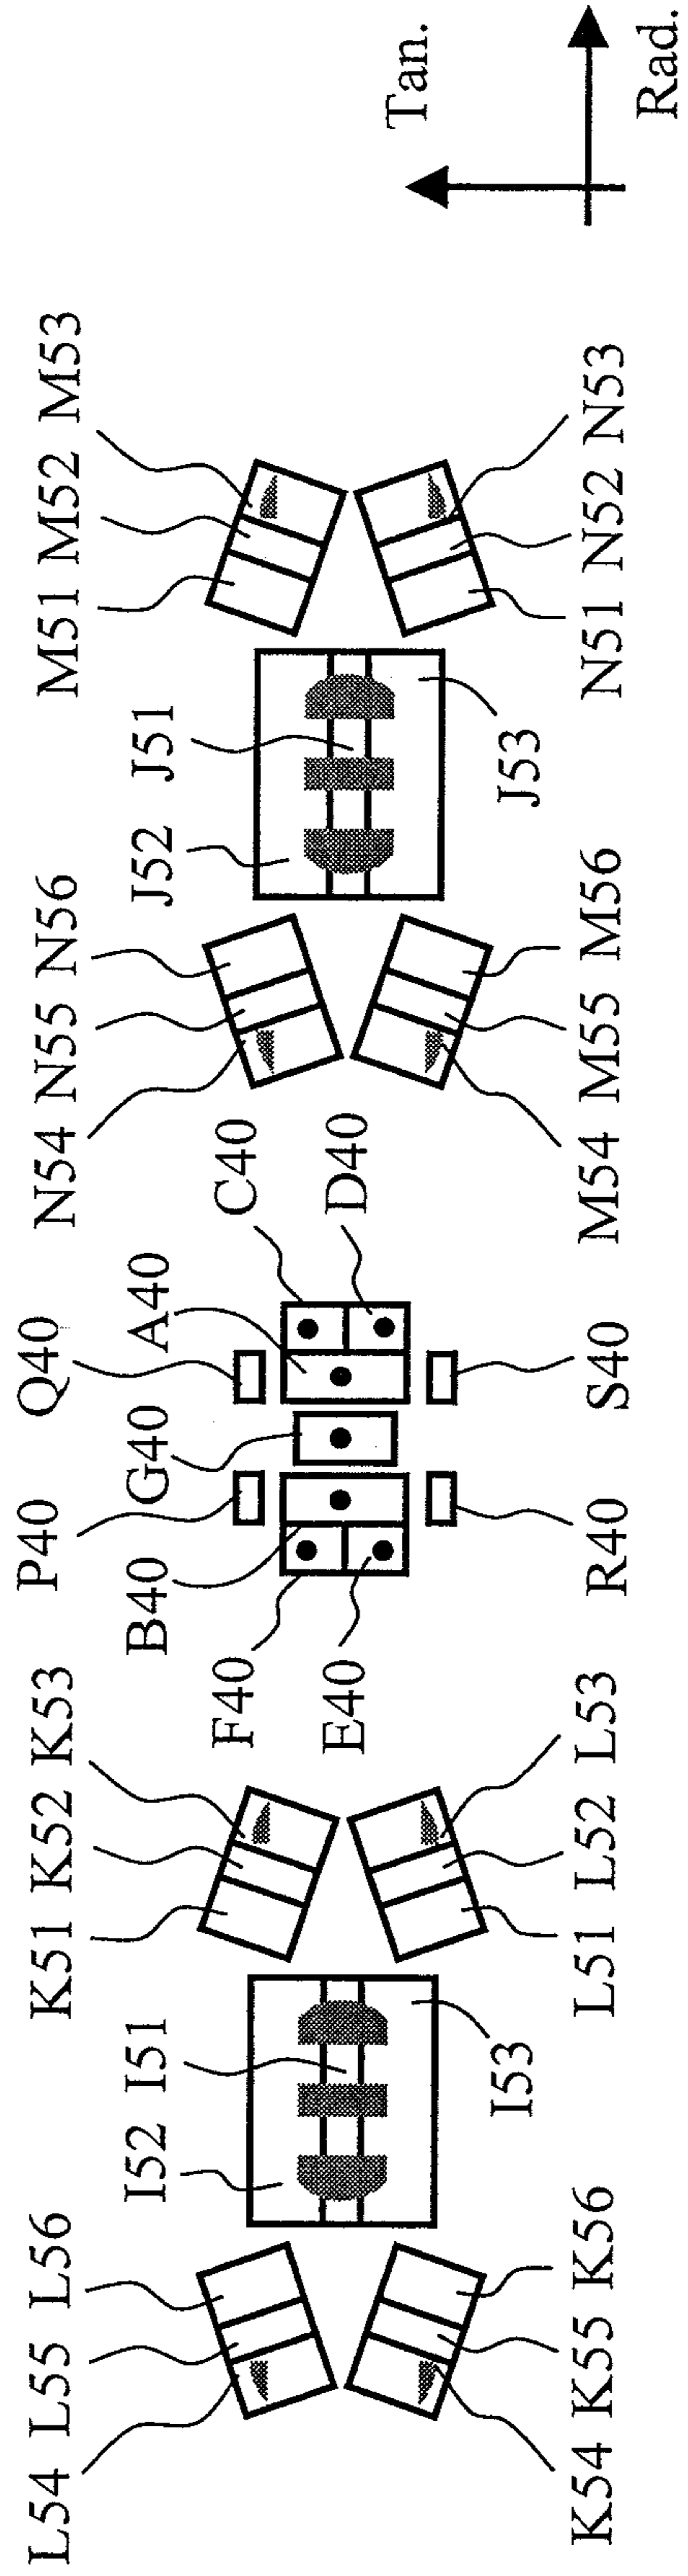 L54 L55 L56
I52 I51
I53
K54 K55 K56
K51 K52 K53
L51 L52 L53
F40
E40
B40
P40
G40
Q40
A40
C40
D40
R40
S40
N54 N55 N56
M54 M55 M56
J52 J51
J53
M51 M52 M53
N51 N52 N53
Tan.
Rad.